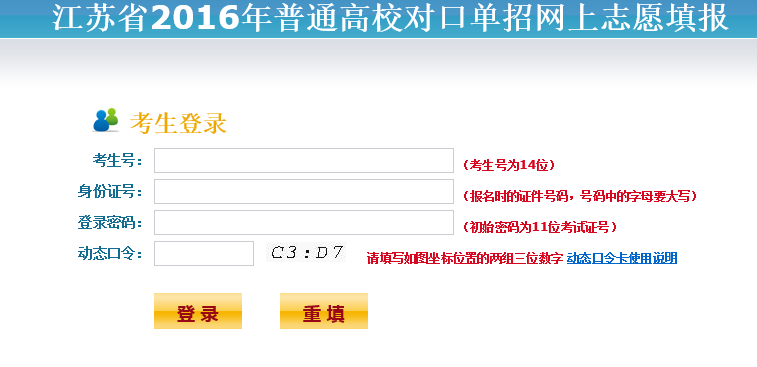 江苏省2016年普通高校对口单招网上志愿填报
考生登录
考生号： （考生号为14位）
身份证号： （报名时的证件号码，号码中的字母要大写）
登录密码： （初始密码为11位考试证号）
动态口令： C3:D7 请填写如图坐标位置的两组三位数字 动态口令卡使用说明
登录 重填